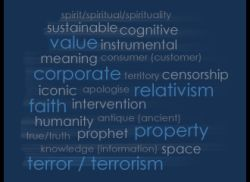 spirit/spiritual/spirituality
sustainable cognitive
value instrumental
meaning consumer (customer)
corporate territory censorship
iconic apologise relativism
faith intervention
humanity antique (ancient)
true/truth prophet property
knowledge (information) space
terror / terrorism